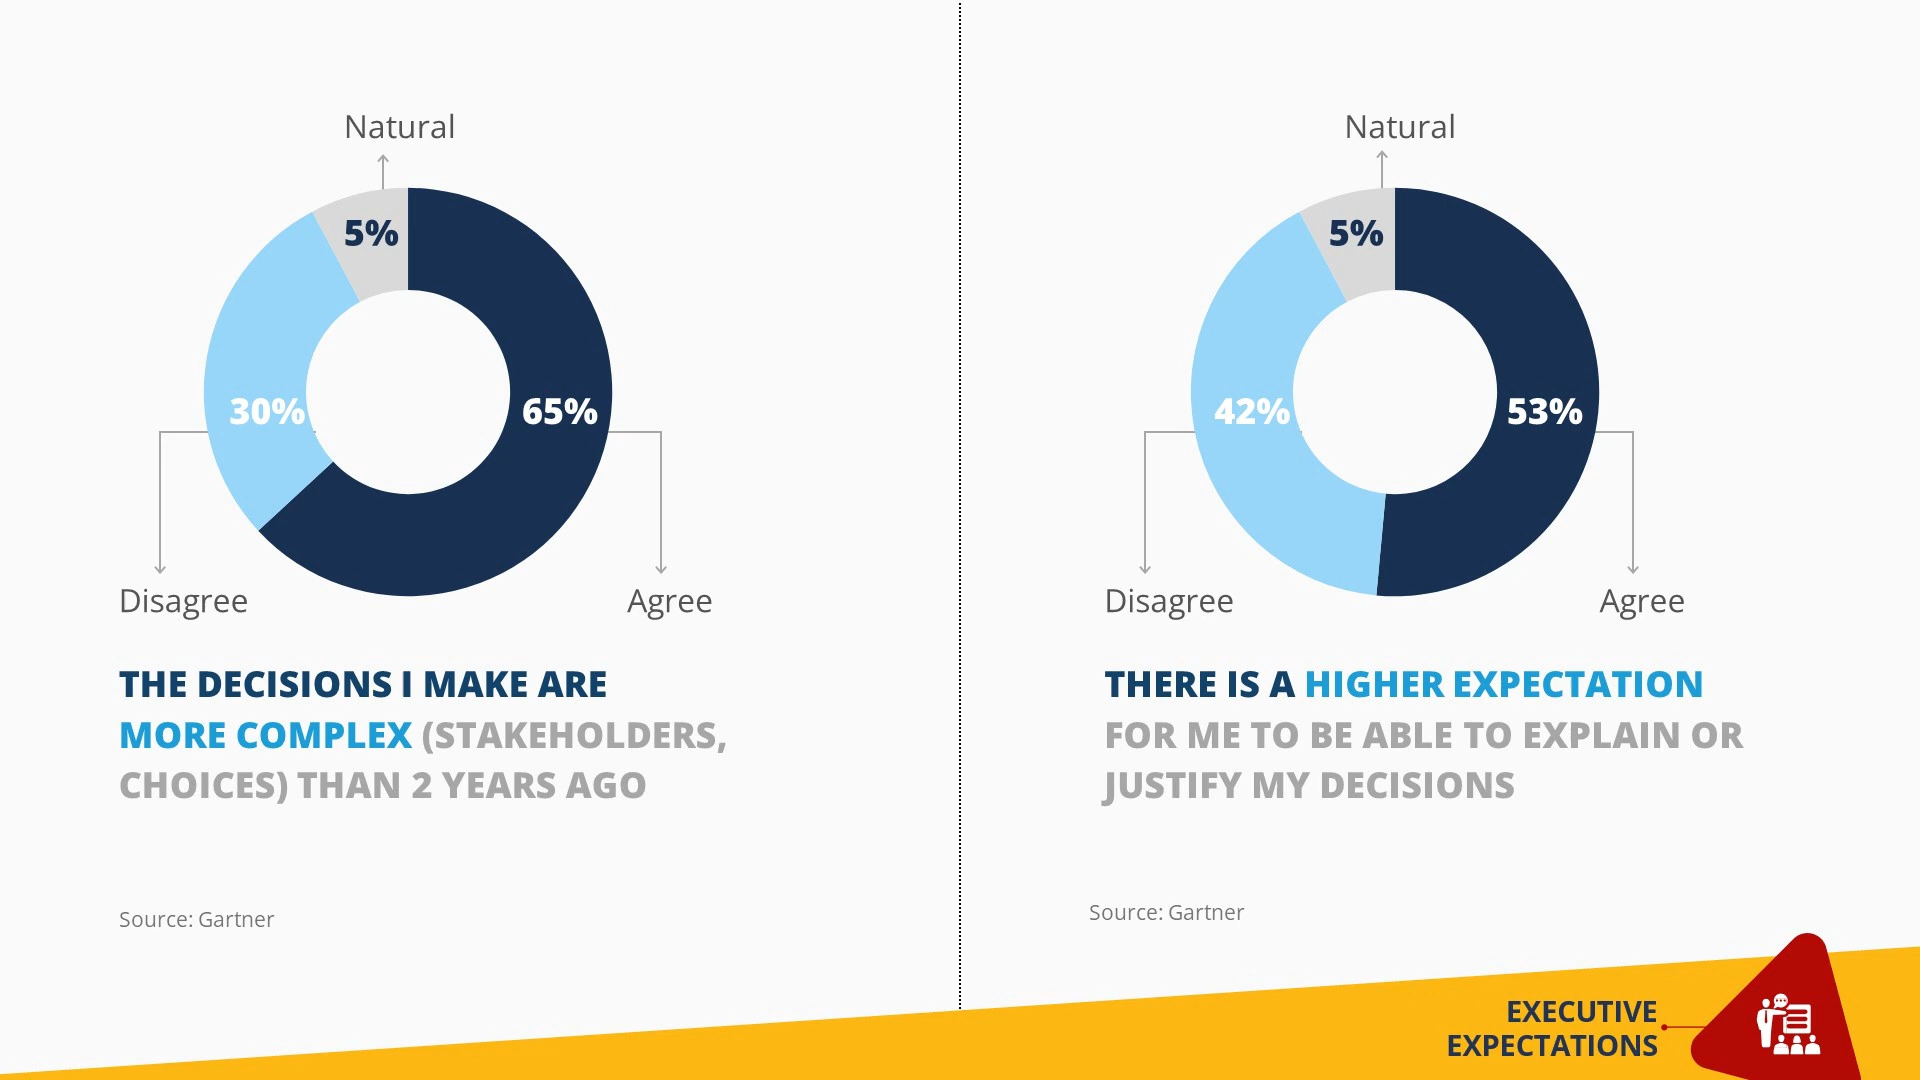 Natural
5%
30%
65%
Disagree
Agree
THE DECISIONS I MAKE ARE
MORE COMPLEX (STAKEHOLDERS,
CHOICES) THAN 2 YEARS AGO
Source: Gartner
Natural
5%
42%
53%
Disagree
Agree
THERE IS A HIGHER EXPECTATION
FOR ME TO BE ABLE TO EXPLAIN OR
JUSTIFY MY DECISIONS
Source: Gartner
EXECUTIVE
EXPECTATIONS